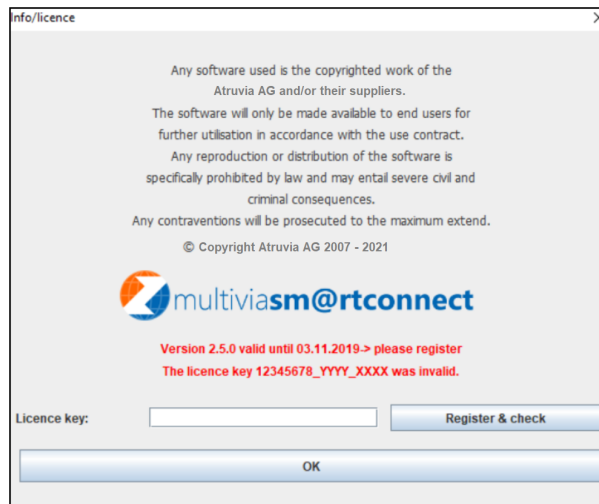 Info/licence
Any software used is the copyrighted work of the
Atruvia AG and/or their suppliers.
The software will only be made available to end users for
further utilisation in accordance with the use contract.
Any reproduction or distribution of the software is
specifically prohibited by law and may entail severe civil and
criminal consequences.
Any contraventions will be prosecuted to the maximum extend.
© Copyright Atruvia AG 2007 - 2021
multiviasm@rtconnect
Version 2.5.0 valid until 03.11.2019-> please register
The licence key 12345678_YYYY_XXXX was invalid.
Licence key:
Register & check
OK